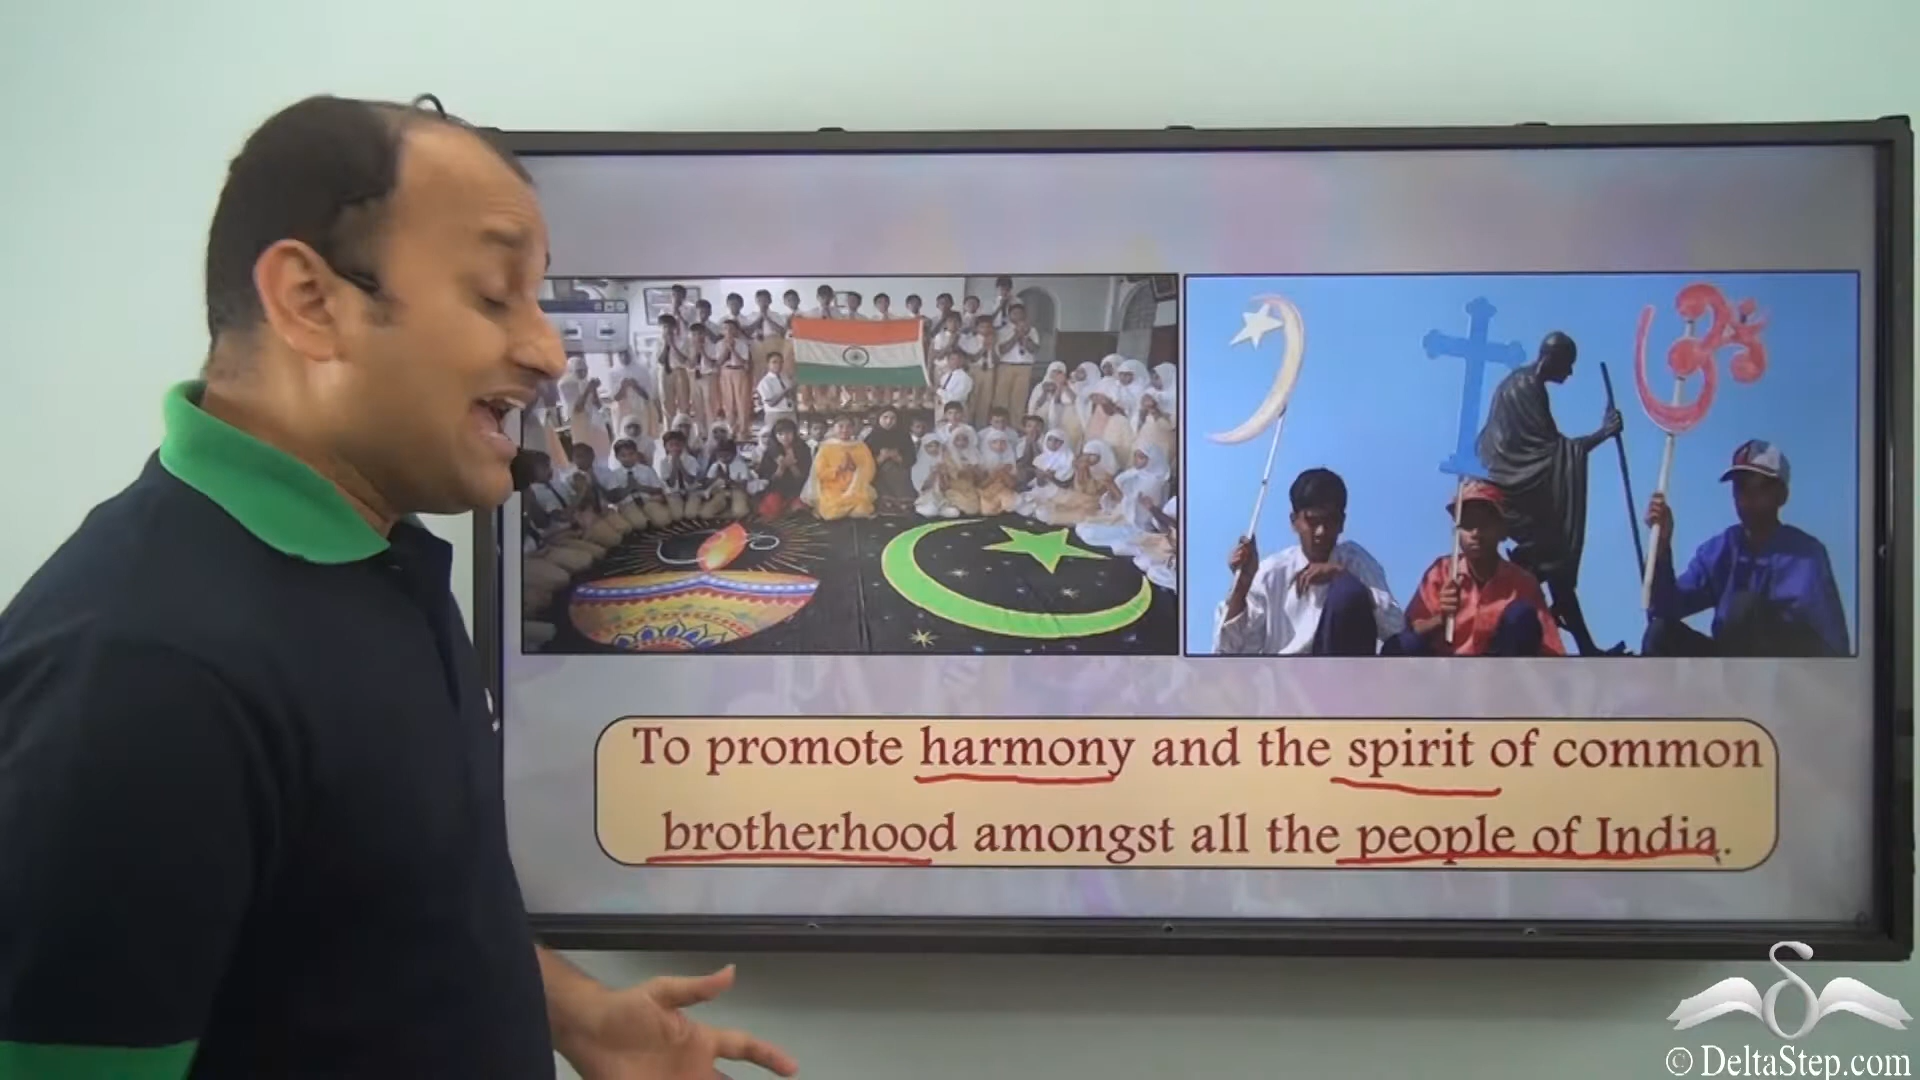 To promote harmony and the spirit of common
brotherhood amongst all the people of India.
© DeltaStep.com